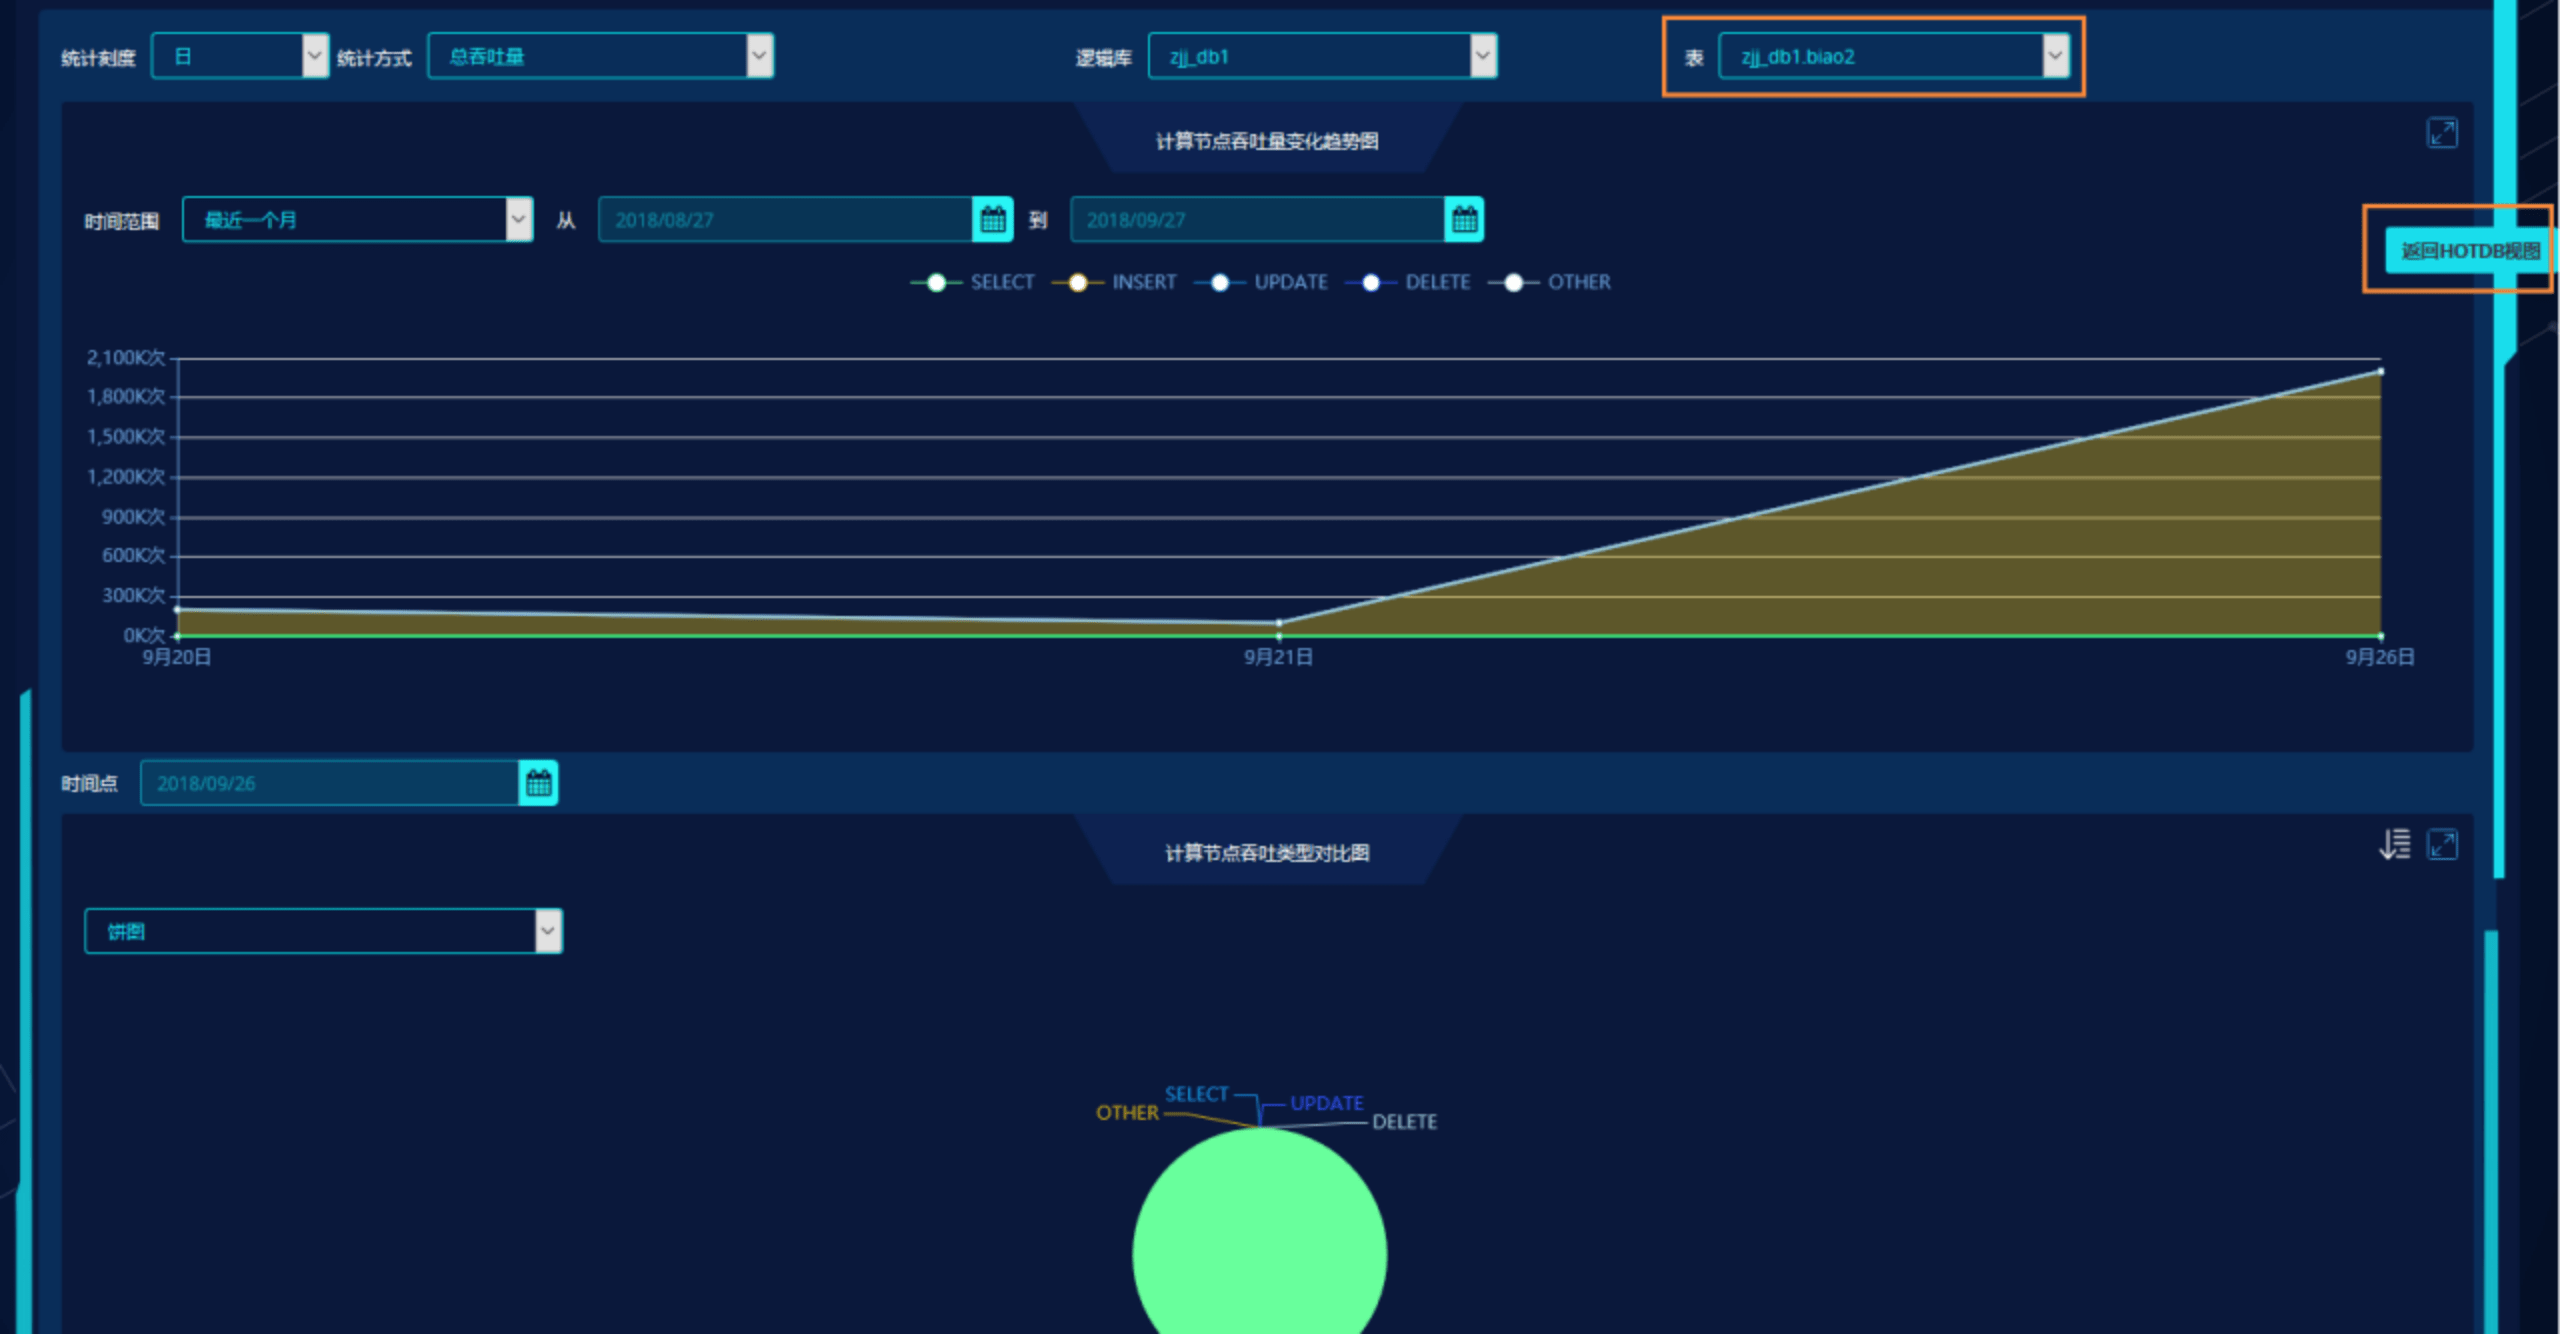 统计刻度 日 统计方式 总吞吐量 逻辑库 zjj_db1 表 zjj_db1.biao2
计算节点吞吐量变化趋势图
时间范围 最近一个月 从 2018/08/27 到 2018/09/27
返回HOTDB视图
SELECT INSERT UPDATE DELETE OTHER
2,100K次
1,800K次
1,500K次
1,200K次
900K次
600K次
300K次
0K次
9月20日 9月21日 9月26日
时间点 2018/09/26
计算节点吞吐类型对比图
饼图
SELECT
UPDATE
OTHER
DELETE